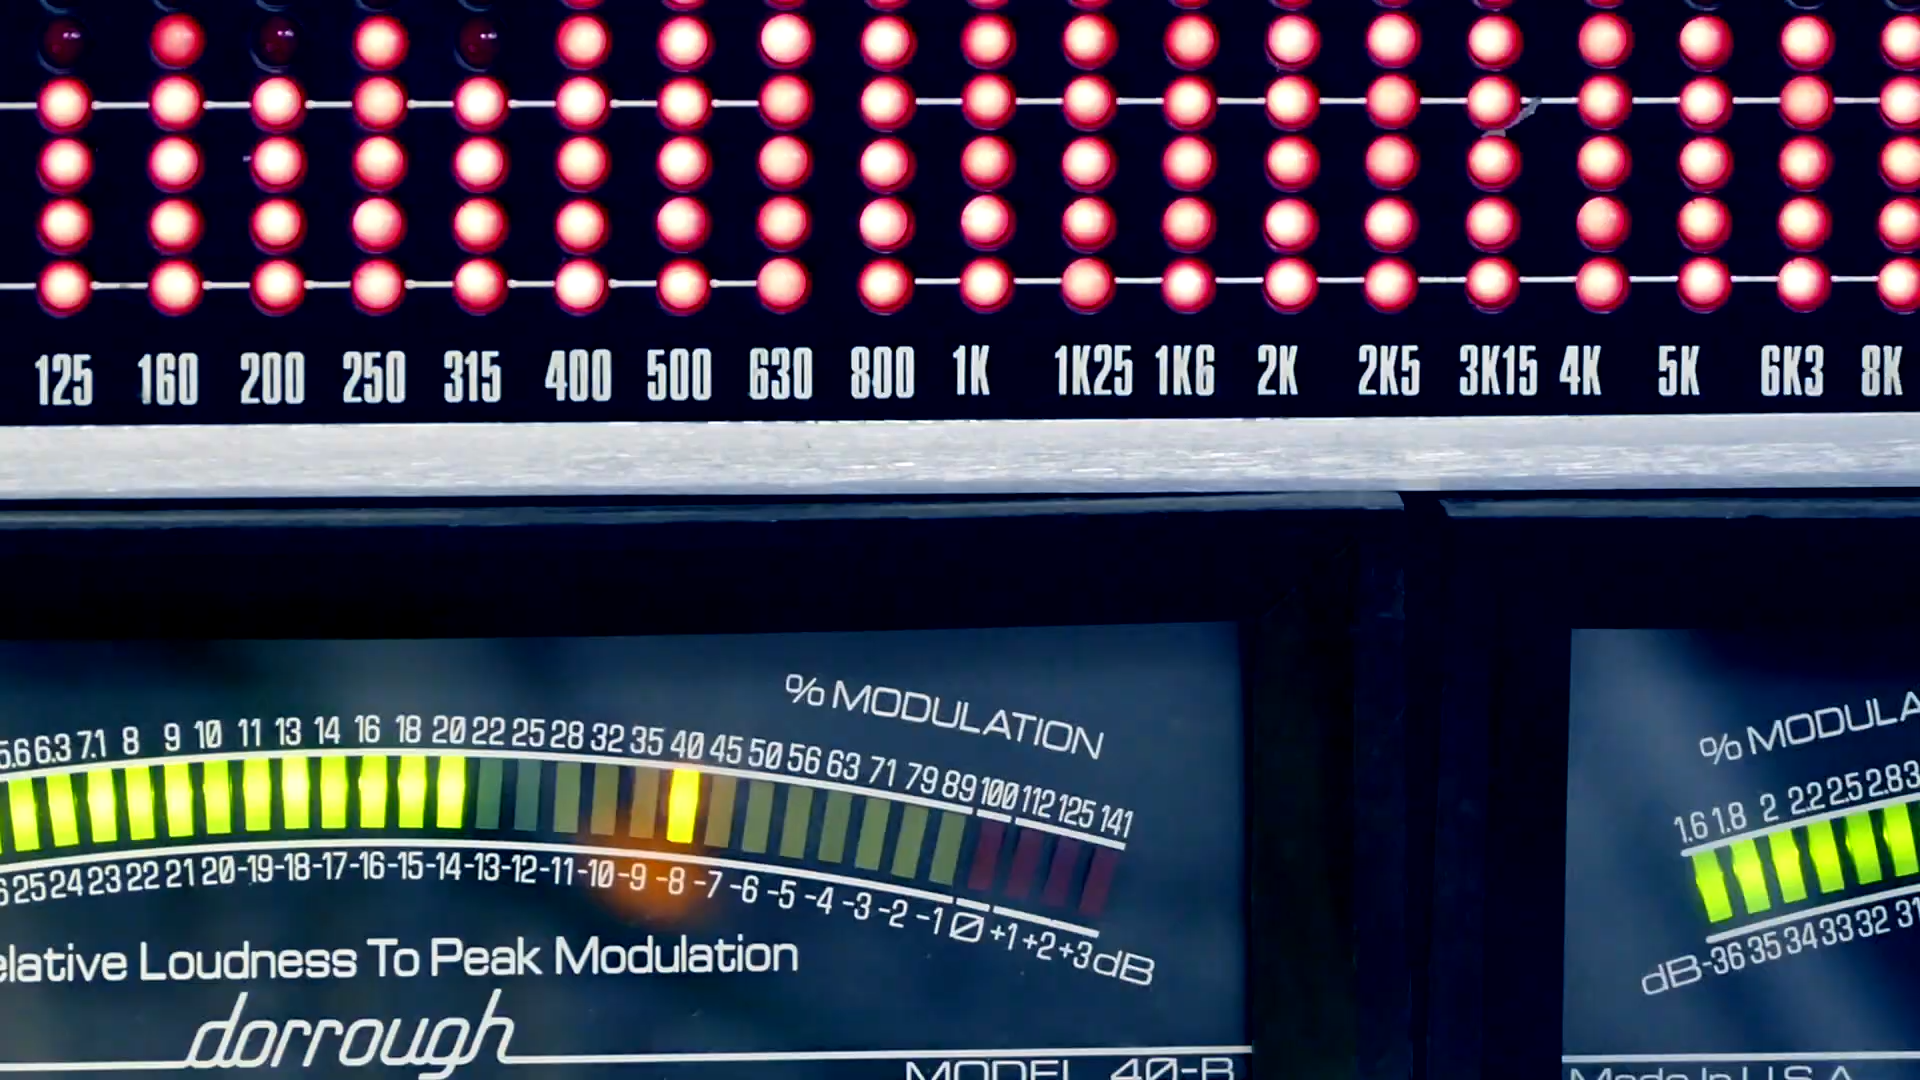 125 160 200 250 315 400 500 630 800 1K 1K25 1K6 2K 2K5 3K15 4K 5K 6K3 8K
% MODULATION
5.6 6.3 7.1 8 9 10 11 13 14 16 18 20 22 25 28 32 35 40 45 50 56 63 71 79 89 100 112 125 141
25 24 23 22 21 20 -19 -18 -17 -16 -15 -14 -13 -12 -11 -10 -9 -8 -7 -6 -5 -4 -3 -2 -1 0 +1 +2 +3 dB
elative Loudness To Peak Modulation
dorrough
MODEL 40-B
% MODULA
1.6 1.8 2 2.2 2.5 2.8 3
dB -36 35 34 33 32 31
Made In U.S.A.